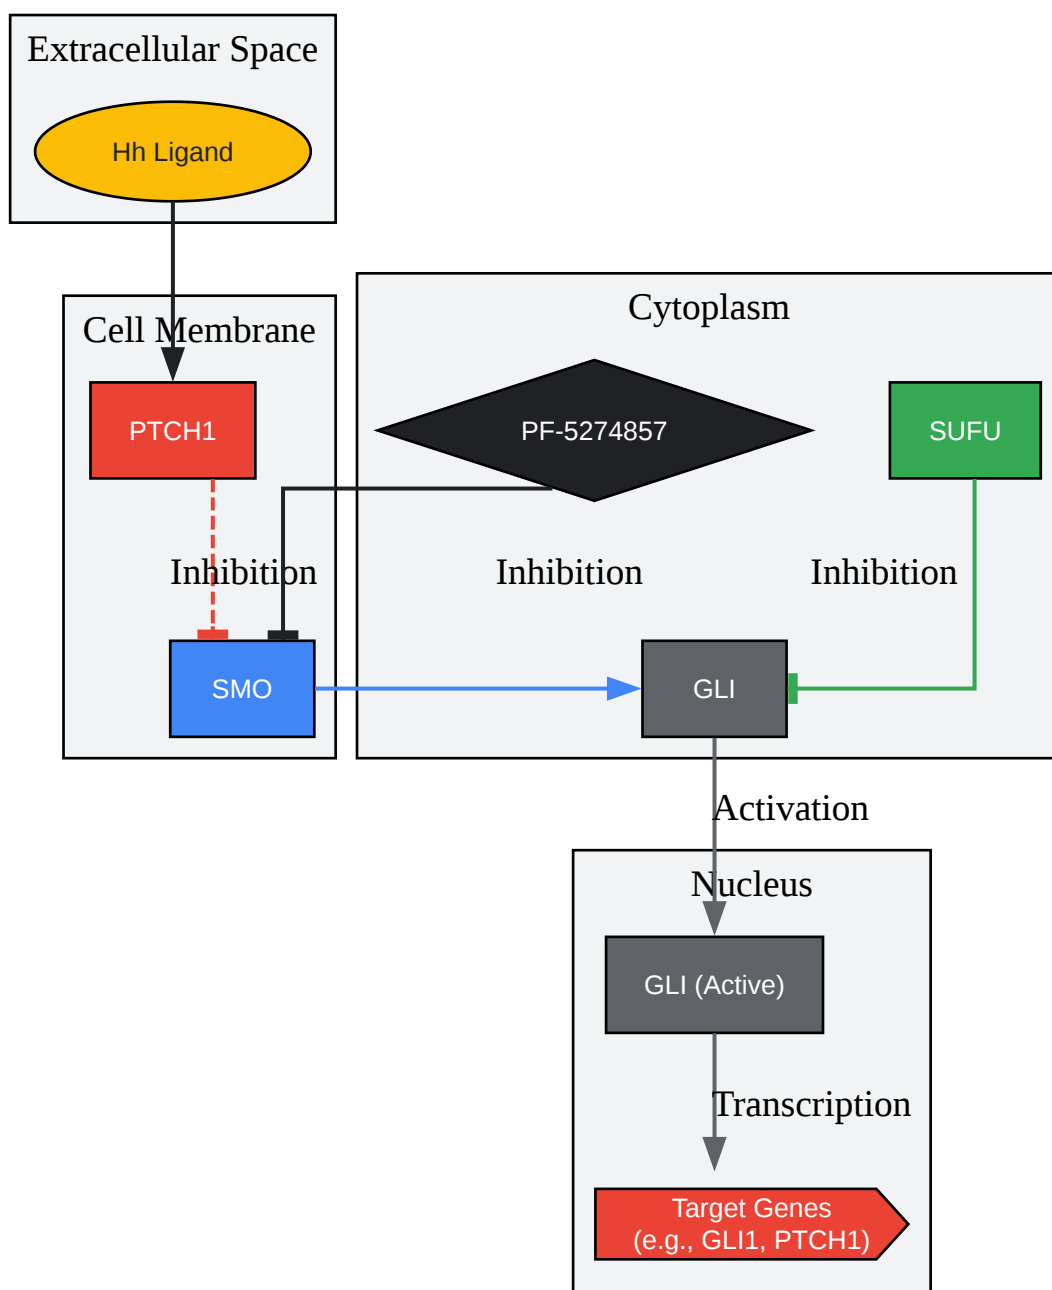 Extracellular Space
Hh Ligand
Cell Membrane
Cytoplasm
PTCH1
PF-5274857
SUFU
Inhibition
Inhibition
Inhibition
SMO
GLI
Activation
Nucleus
GLI (Active)
Transcription
Target Genes
(e.g., GLI1, PTCH1)